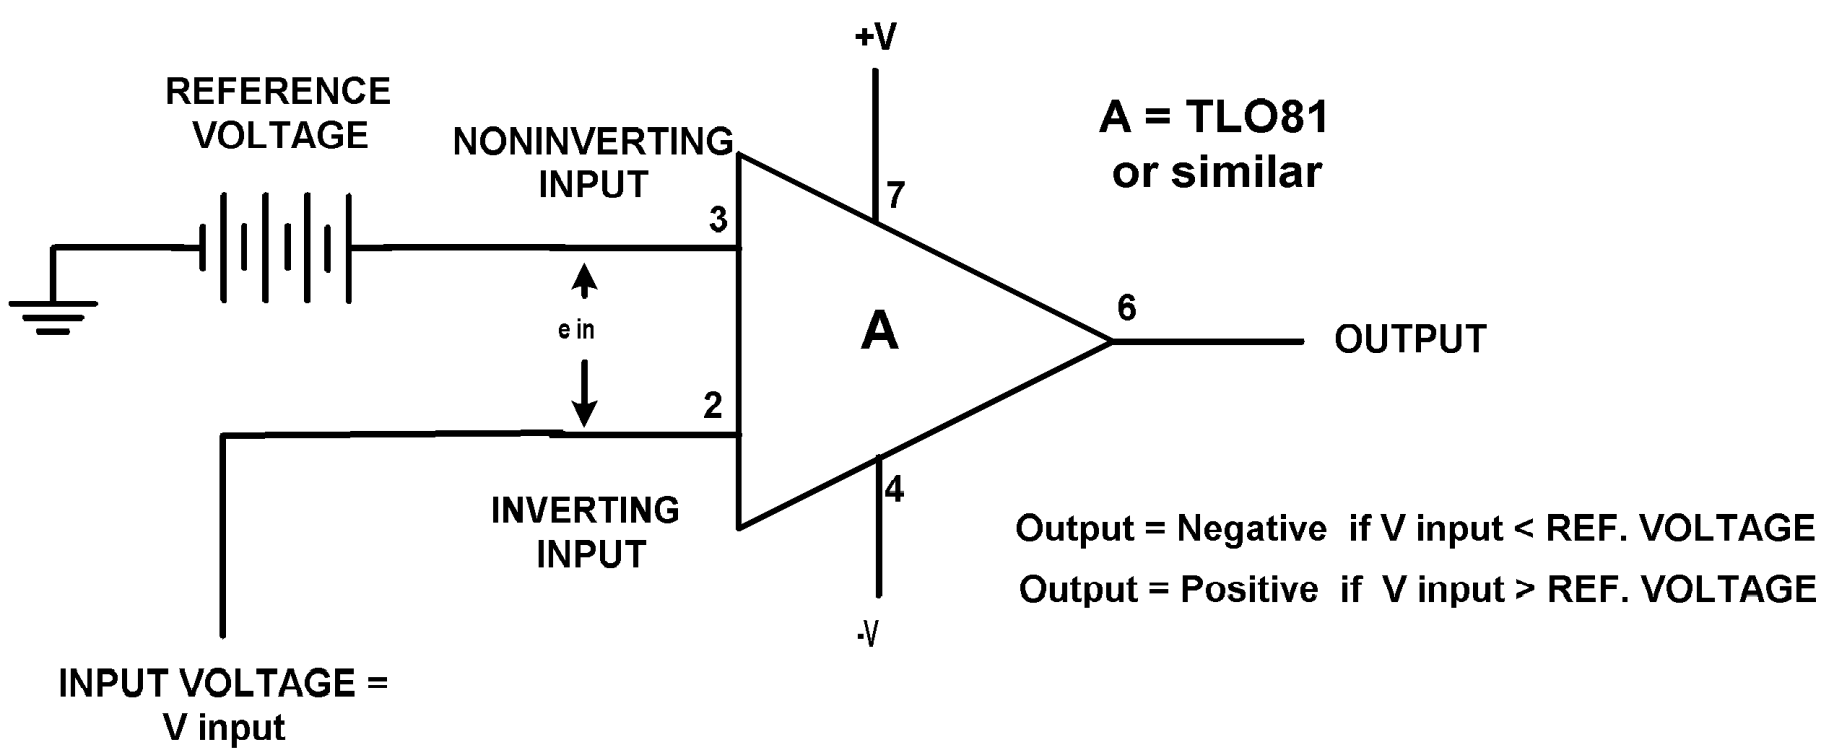 +V
REFERENCE
VOLTAGE
NONINVERTING
INPUT
A = TLO81
or similar
3
7
e in
A
6
OUTPUT
2
INVERTING
INPUT
4
Output = Negative if V input < REF. VOLTAGE
Output = Positive if V input > REF. VOLTAGE
-V
INPUT VOLTAGE =
V input